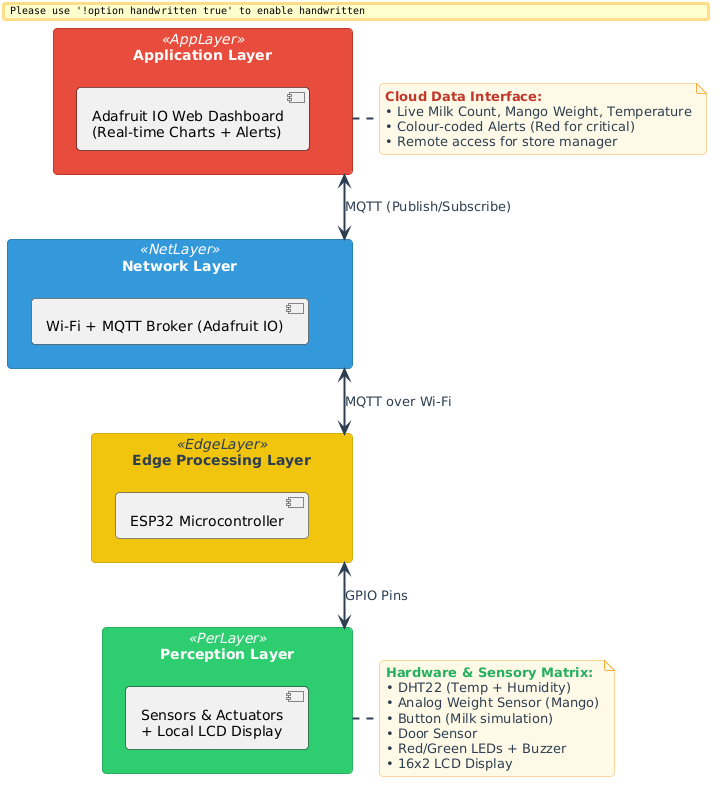 Please use '!option handwritten true' to enable handwritten
«AppLayer»
Application Layer
Adafruit IO Web Dashboard
(Real-time Charts + Alerts)
Cloud Data Interface:
• Live Milk Count, Mango Weight, Temperature
• Colour-coded Alerts (Red for critical)
• Remote access for store manager
MQTT (Publish/Subscribe)
«NetLayer»
Network Layer
Wi-Fi + MQTT Broker (Adafruit IO)
MQTT over Wi-Fi
«EdgeLayer»
Edge Processing Layer
ESP32 Microcontroller
GPIO Pins
«PerLayer»
Perception Layer
Sensors & Actuators
+ Local LCD Display
Hardware & Sensory Matrix:
• DHT22 (Temp + Humidity)
• Analog Weight Sensor (Mango)
• Button (Milk simulation)
• Door Sensor
• Red/Green LEDs + Buzzer
• 16x2 LCD Display